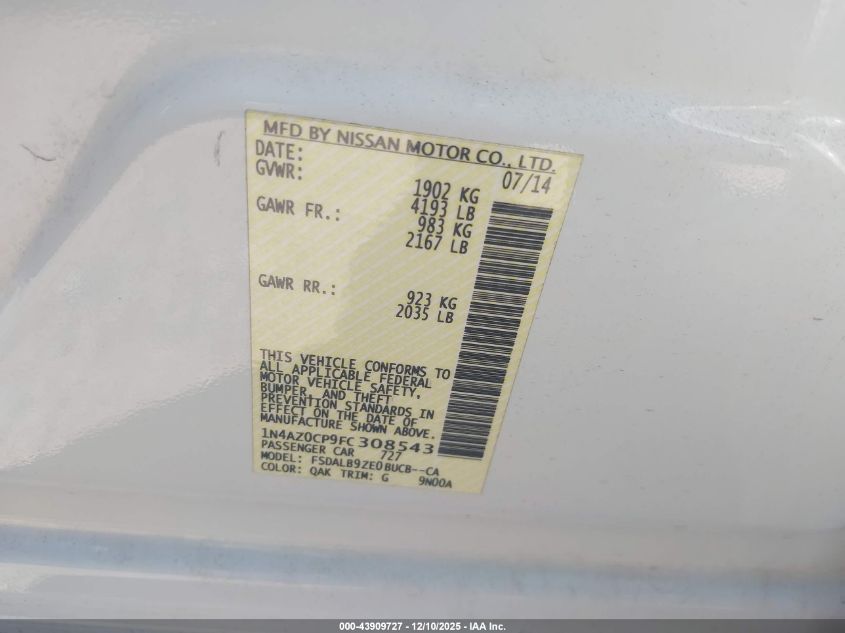 MFD BY NISSAN MOTOR CO., LTD.
DATE: 07/14
GVWR: 1902 KG
4193 LB
GAWR FR.: 983 KG
2167 LB
GAWR RR.: 923 KG
2035 LB
THIS VEHICLE CONFORMS TO
ALL APPLICABLE FEDERAL
MOTOR VEHICLE SAFETY,
BUMPER, AND THEFT
PREVENTION STANDARDS IN
EFFECT ON THE DATE OF
MANUFACTURE SHOWN ABOVE.
1N4AZ0CP9FC308543
PASSENGER CAR 727
MODEL: FSDALB9ZE0BUCB--CA
COLOR: QAK TRIM: G 9N00A
000-43909727 - 12/10/2025 - IAA Inc.